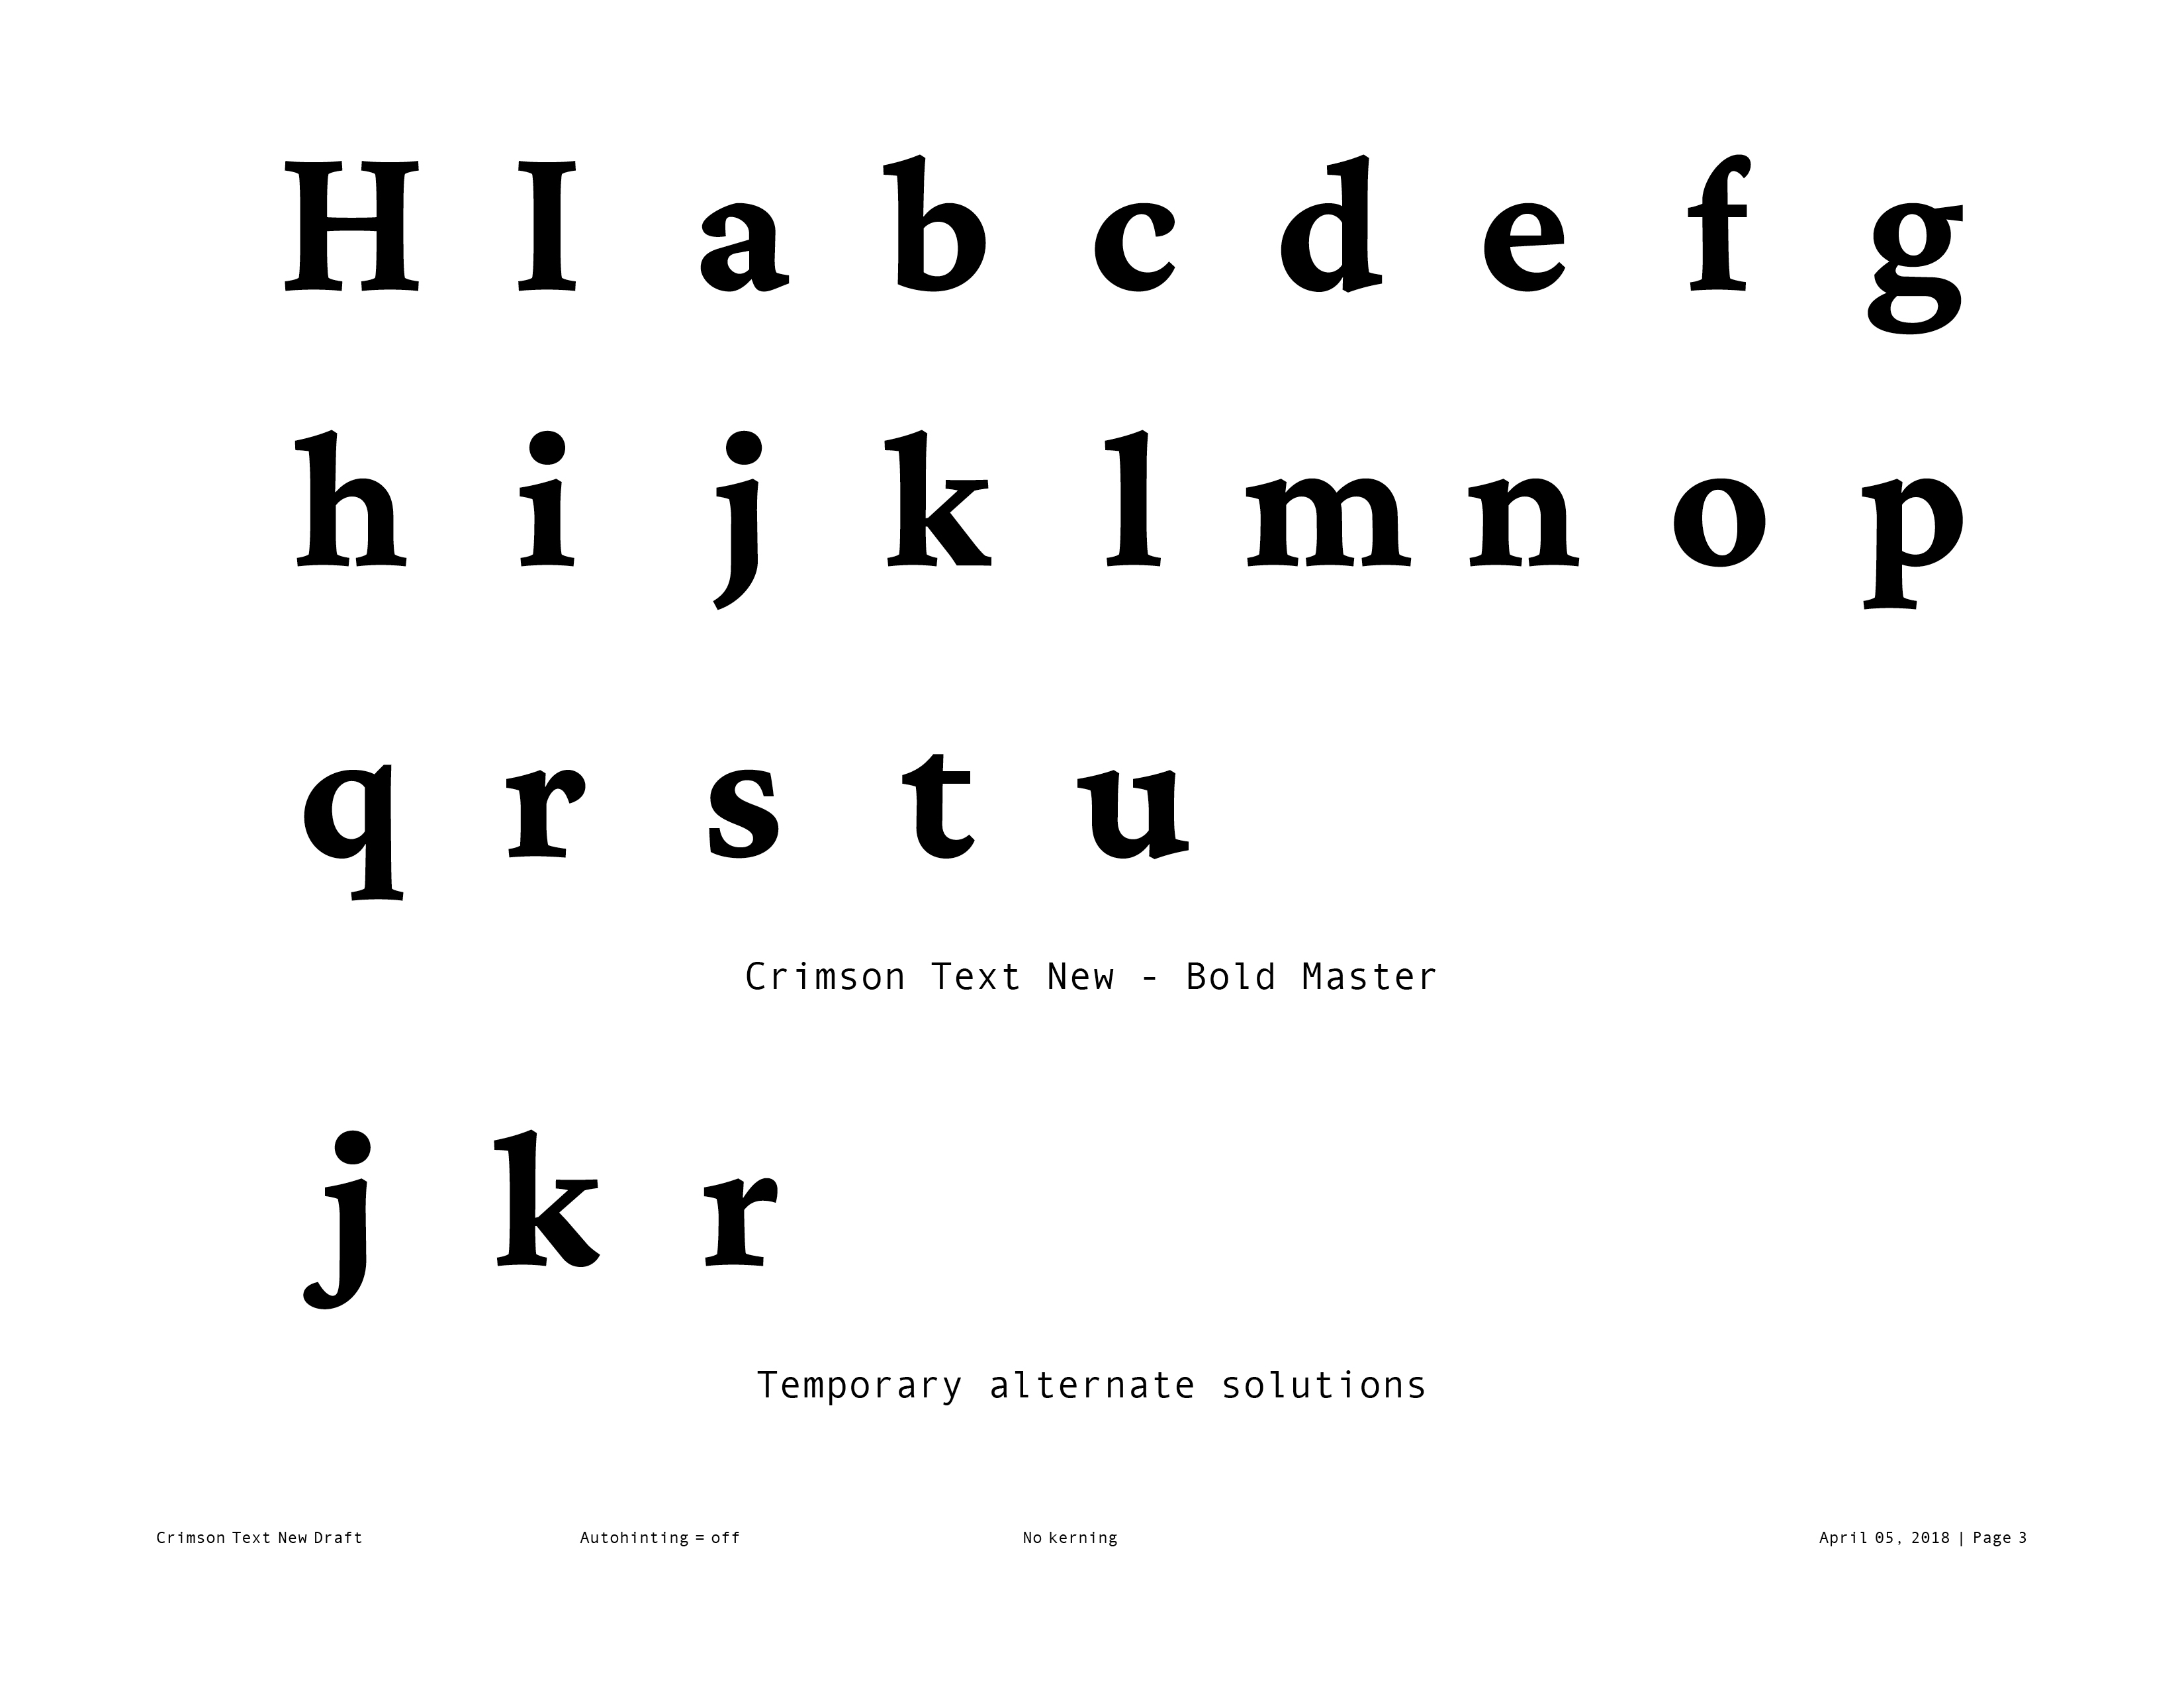 H I a b c d e f g
h i j k l m n o p
q r s t u
Crimson Text New - Bold Master
j k r
Temporary alternate solutions
Crimson Text New Draft Autohinting = off No kerning April 05, 2018 | Page 3